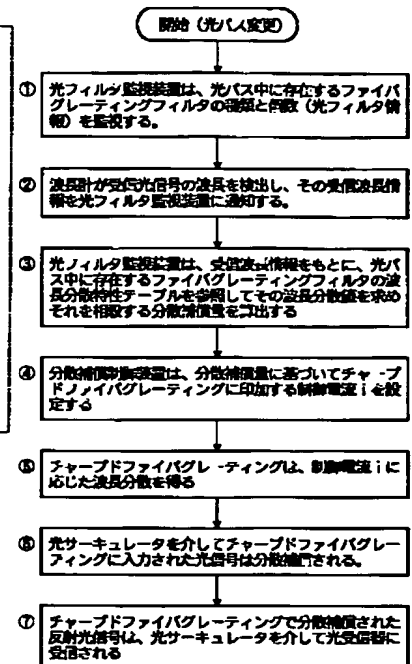 開始（光パス変更）
① 光フィルタ監視装置は、光パス中に存在するファイバ
グレーティングフィルタの種類と個数（光フィルタ情
報）を監視する。
② 波長計が受信光信号の波長を検出し、その受信波長情
報を光フィルタ監視装置に通知する。
③ 光フィルタ監視装置は、受信波長情報をもとに、光パ
ス中に存在するファイバグレーティングフィルタの波
長分散特性テーブルを参照してその波長分散値を求め
それを相殺する分散補償量を算出する
④ 分散補償制御装置は、分散補償量に基づいてチャープ
ドファイバグレーティングに印加する制御電流ｉを設
定する
⑤ チャープドファイバグレーティングは、制御電流ｉに
応じた波長分散を得る
⑥ 光サーキュレータを介してチャープドファイバグレー
ティングに入力された光信号は分散補償される。
⑦ チャープドファイバグレーティングで分散補償された
反射光信号は、光サーキュレータを介して光受信器に
受信される